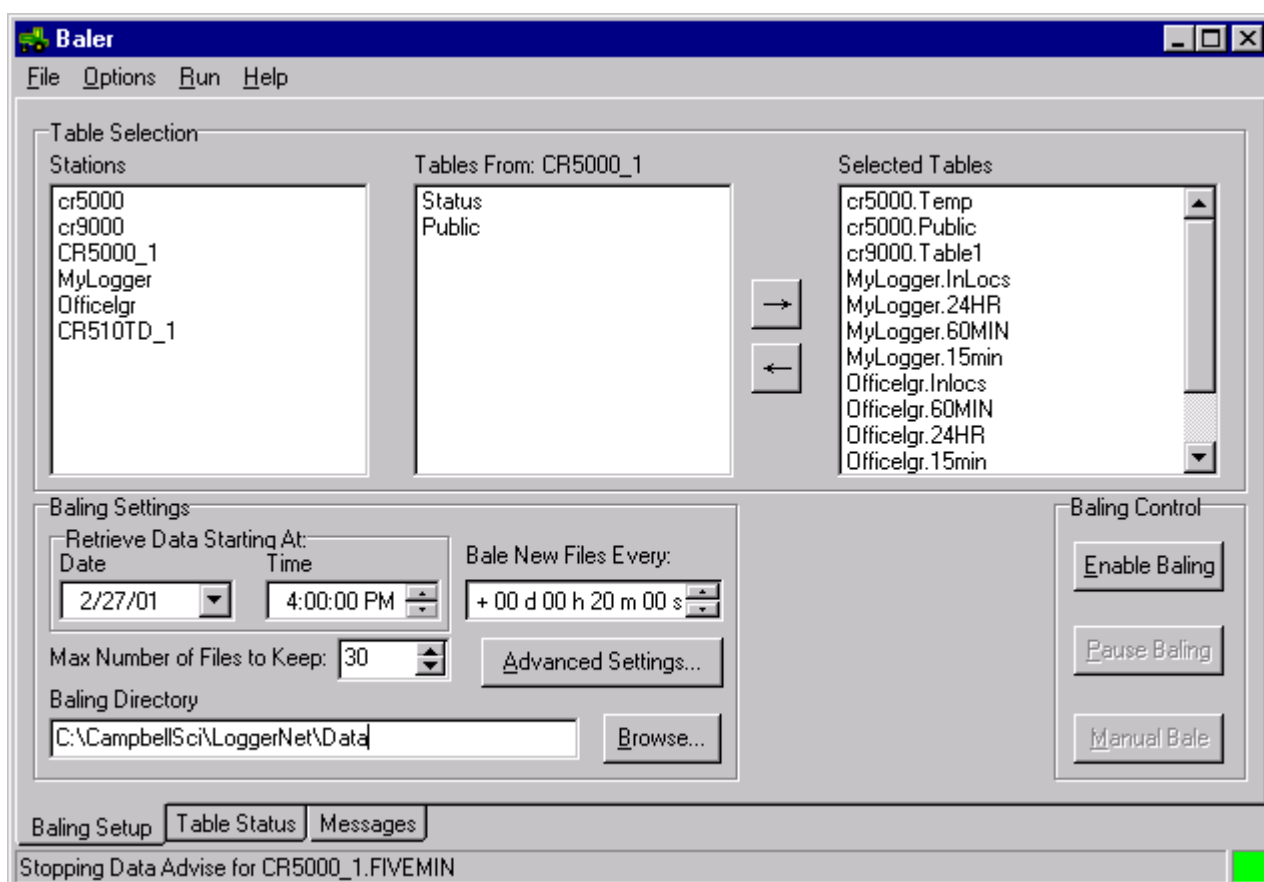 Baler
File Options Run Help
Table Selection
Stations
cr5000
cr9000
CR5000_1
MyLogger
Officelgr
CR510TD_1
Tables From: CR5000_1
Status
Public
Selected Tables
cr5000.Temp
cr5000.Public
cr9000.Table1
MyLogger.InLocs
MyLogger.24HR
MyLogger.60MIN
MyLogger.15min
Officelgr.Inlocs
Officelgr.60MIN
Officelgr.24HR
Officelgr.15min
Baling Settings
Retrieve Data Starting At:
Date Time
2/27/01 4:00:00 PM
Bale New Files Every:
+ 00 d 00 h 20 m 00 s
Max Number of Files to Keep: 30
Advanced Settings...
Baling Directory
C:\CampbellSci\LoggerNet\Data
Browse...
Baling Control
Enable Baling
Pause Baling
Manual Bale
Baling Setup Table Status Messages
Stopping Data Advise for CR5000_1.FIVEMIN